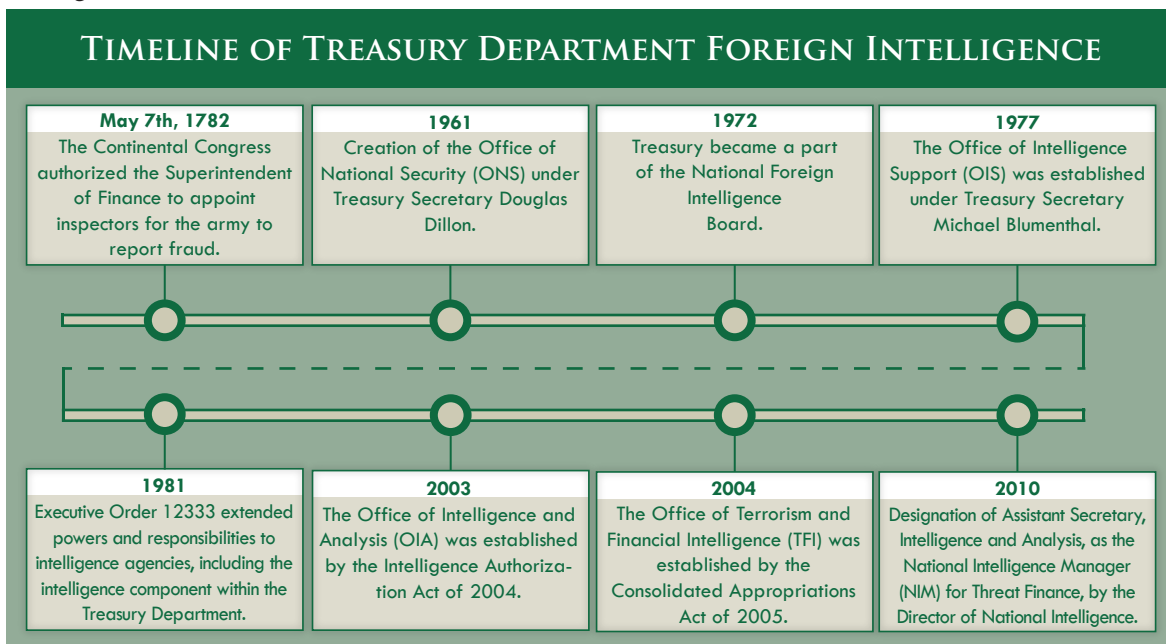 TIMELINE OF TREASURY DEPARTMENT FOREIGN INTELLIGENCE
May 7th, 1782
The Continental Congress
authorized the Superintendent
of Finance to appoint
inspectors for the army to
report fraud.
1961
Creation of the Office of
National Security (ONS) under
Treasury Secretary Douglas
Dillon.
1972
Treasury became a part
of the National Foreign
Intelligence
Board.
1977
The Office of Intelligence
Support (OIS) was established
under Treasury Secretary
Michael Blumenthal.
1981
Executive Order 12333 extended
powers and responsibilities to
intelligence agencies, including the
intelligence component within the
Treasury Department.
2003
The Office of Intelligence and
Analysis (OIA) was established
by the Intelligence Authoriza-
tion Act of 2004.
2004
The Office of Terrorism and
Financial Intelligence (TFI) was
established by the
Consolidated Appropriations
Act of 2005.
2010
Designation of Assistant Secretary,
Intelligence and Analysis, as the
National Intelligence Manager
(NIM) for Threat Finance, by the
Director of National Intelligence.